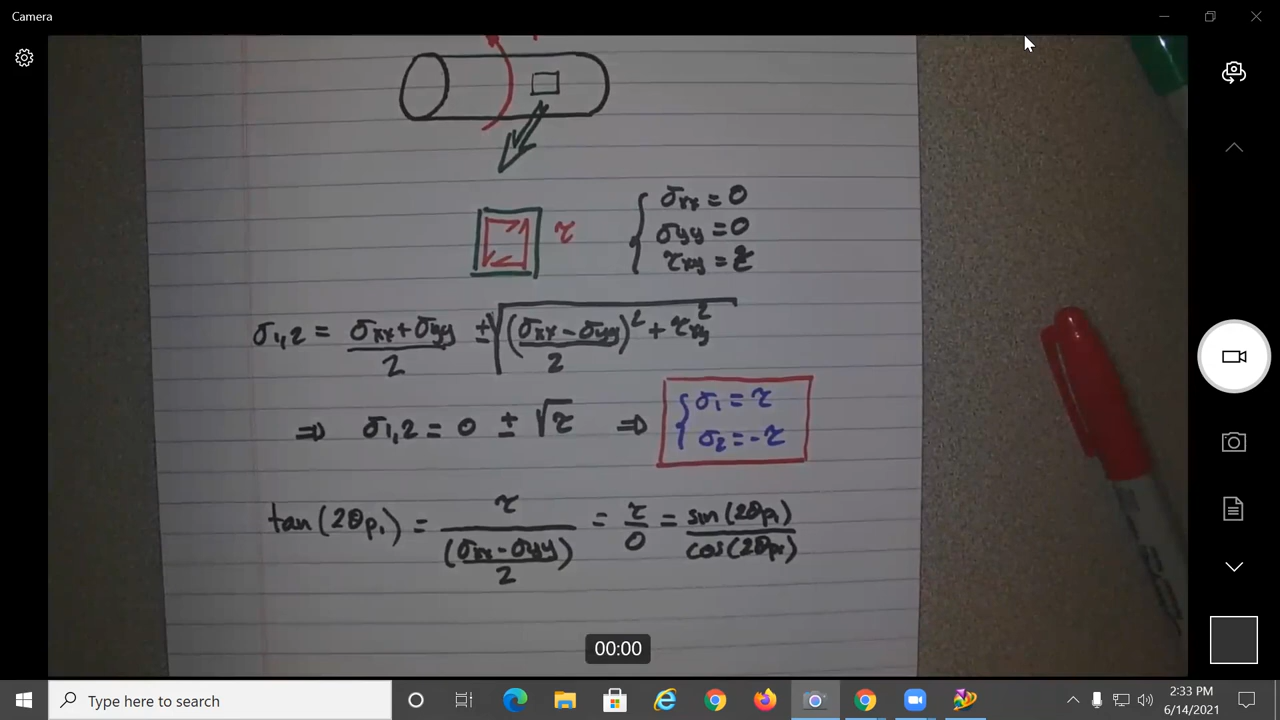 Camera
τ
σxx = 0
σyy = 0
τxy = τ
σ1,2 = (σxx + σyy)/2 ± √(((σxx - σyy)/2)² + τxy²)
⇒ σ1,2 = 0 ± √τ ⇒ { σ1 = τ
σ2 = -τ
tan(2θp1) = τ/((σxx - σyy)/2) = τ/0 = sin(2θp1)/cos(2θp1)
00:00
Type here to search
2:33 PM
6/14/2021